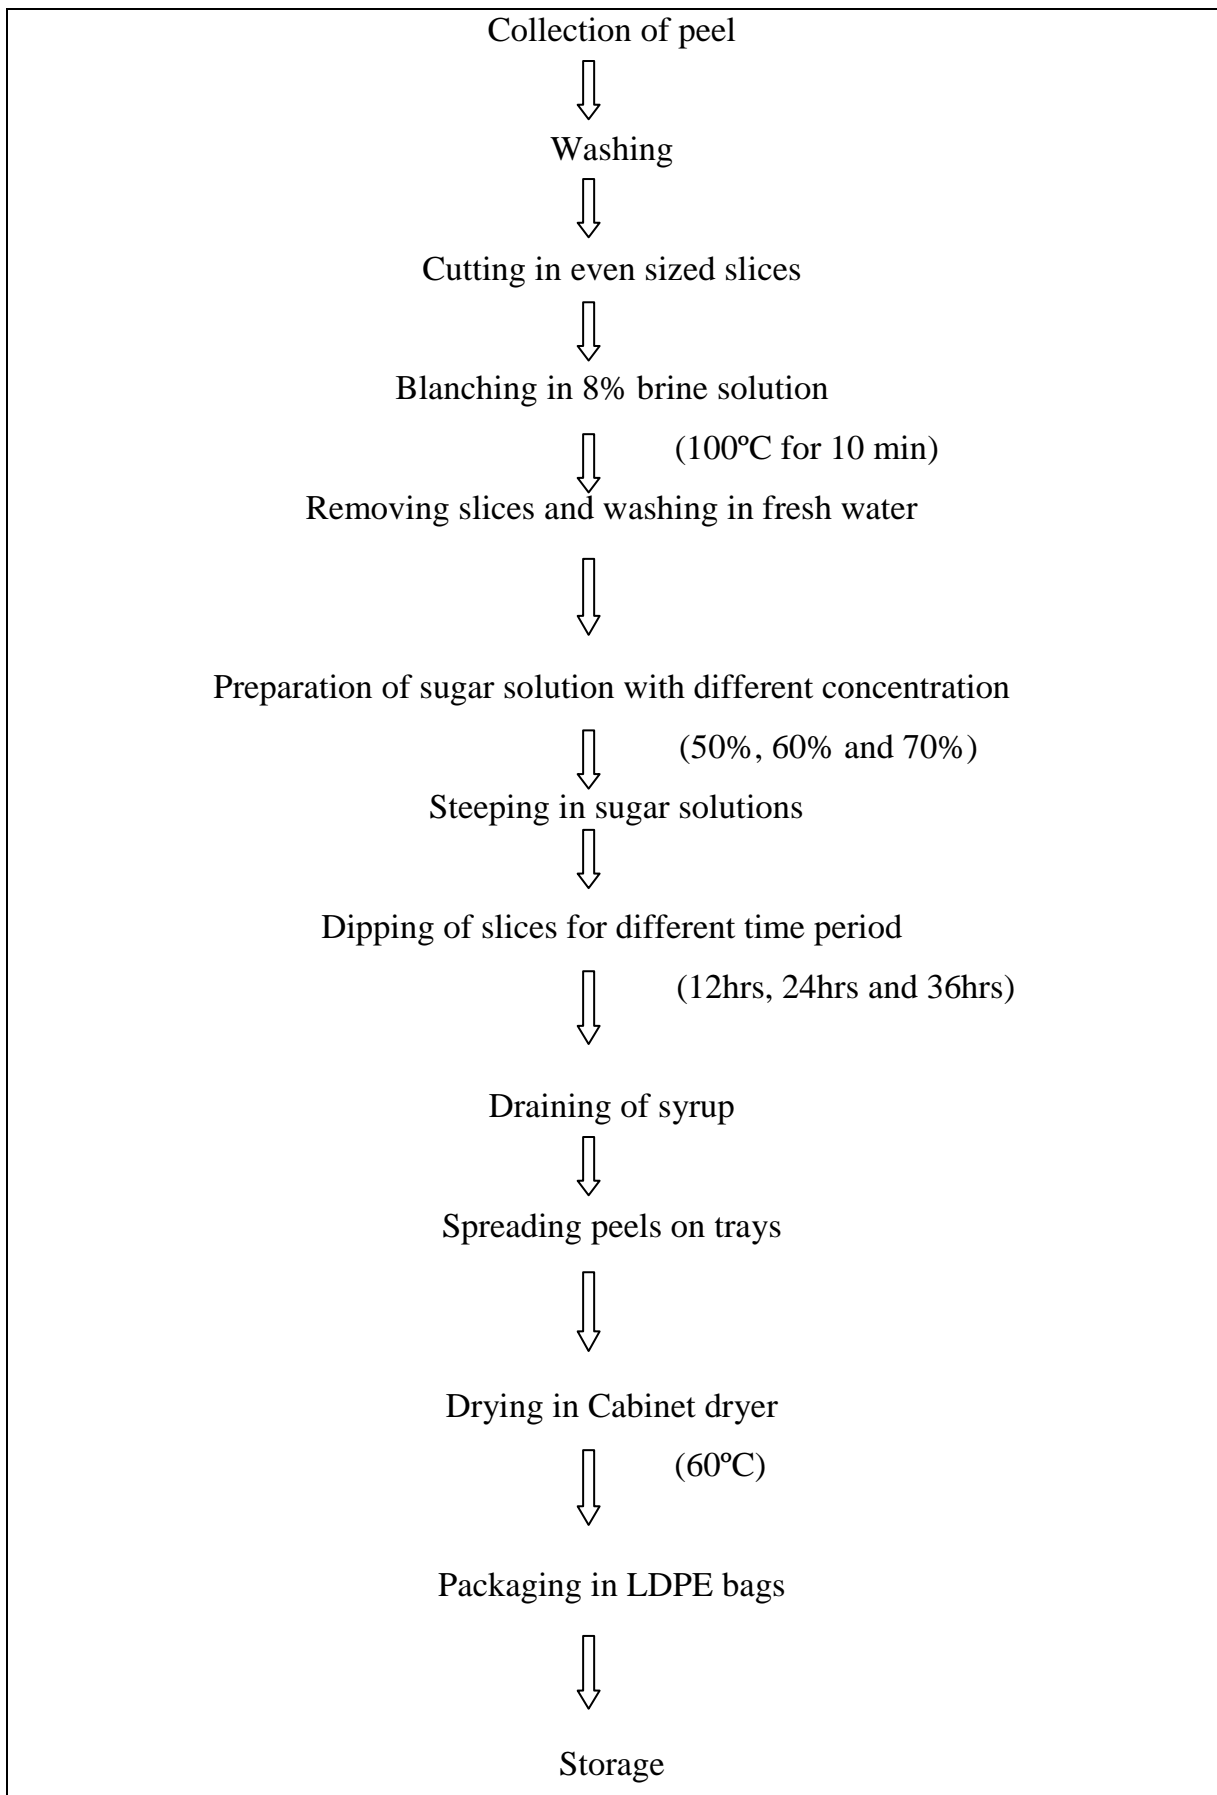 Collection of peel
Washing
Cutting in even sized slices
Blanching in 8% brine solution
(100ºC for 10 min)
Removing slices and washing in fresh water
Preparation of sugar solution with different concentration
(50%, 60% and 70%)
Steeping in sugar solutions
Dipping of slices for different time period
(12hrs, 24hrs and 36hrs)
Draining of syrup
Spreading peels on trays
Drying in Cabinet dryer
(60ºC)
Packaging in LDPE bags
Storage